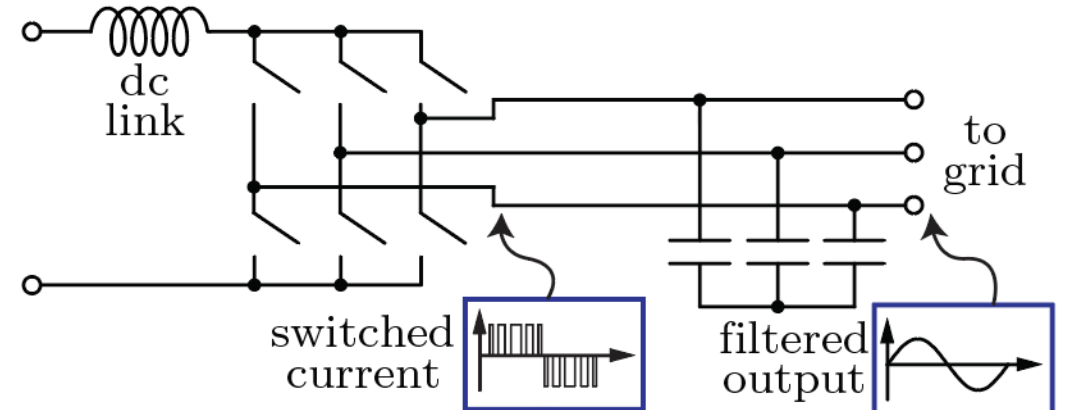 dc
link
to
grid
switched
current
filtered
output